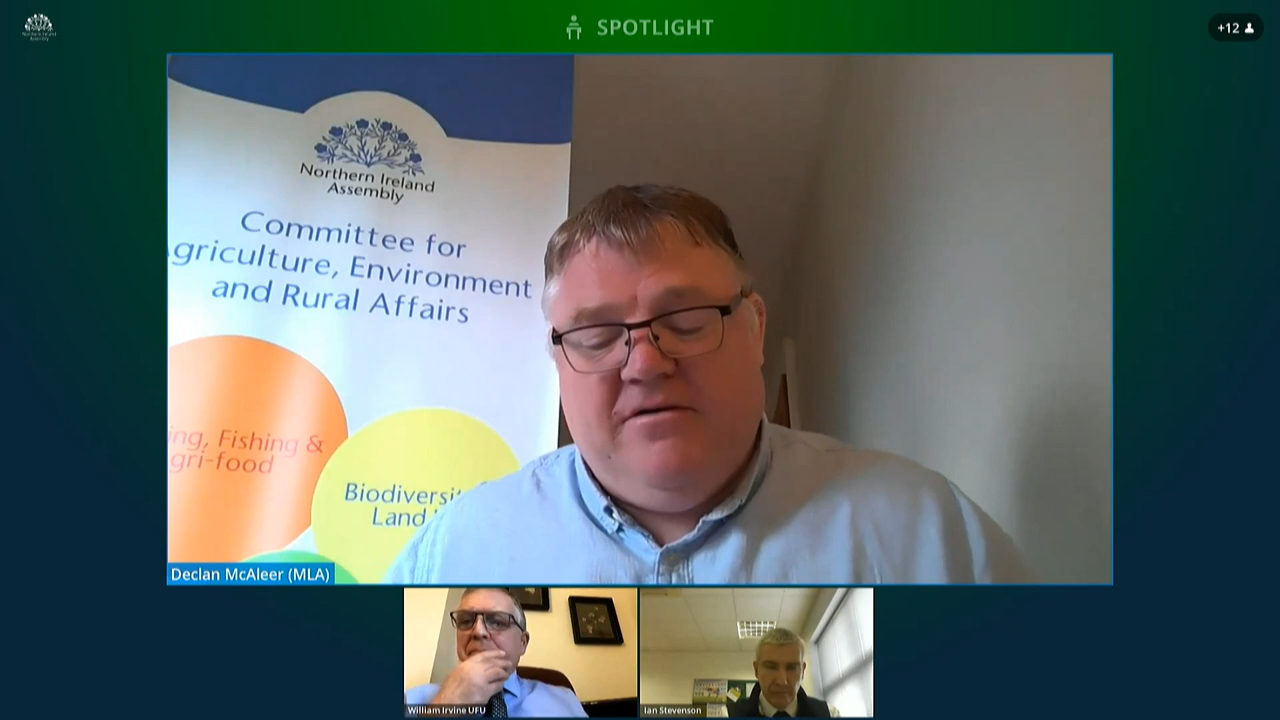 SPOTLIGHT
+12
Northern Ireland
Assembly
Committee for
Agriculture, Environment
and Rural Affairs
ing, Fishing &
gri-food
Biodiversit
Land
Declan McAleer (MLA)
William Irvine UFU
Ian Stevenson